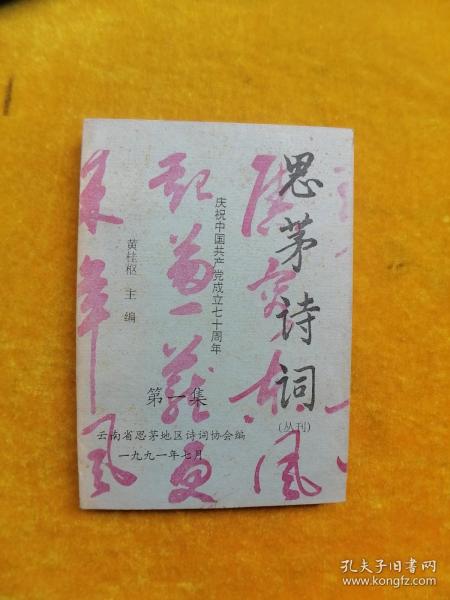 思茅诗词
(丛刊)
庆祝中国共产党成立七十周年
黄桂枢 主编
第一集
云南省思茅地区诗词协会编
一九九一年七月
孔夫子旧书网
www.kongfz.com